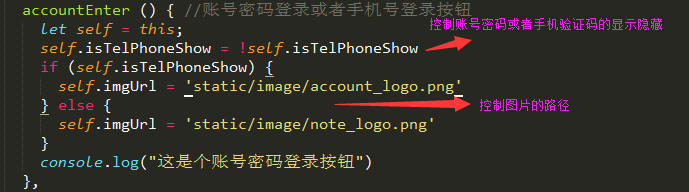 accountEnter () { //账号密码登录或者手机号登录按钮
let self = this;
控制账号密码或者手机验证码的显示隐藏
self.isTelPhoneShow = !self.isTelPhoneShow
if (self.isTelPhoneShow) {
self.imgUrl = 'static/image/account_logo.png'
} else {
控制图片的路径
self.imgUrl = 'static/image/note_logo.png'
}
console.log("这是个账号密码登录按钮")
},